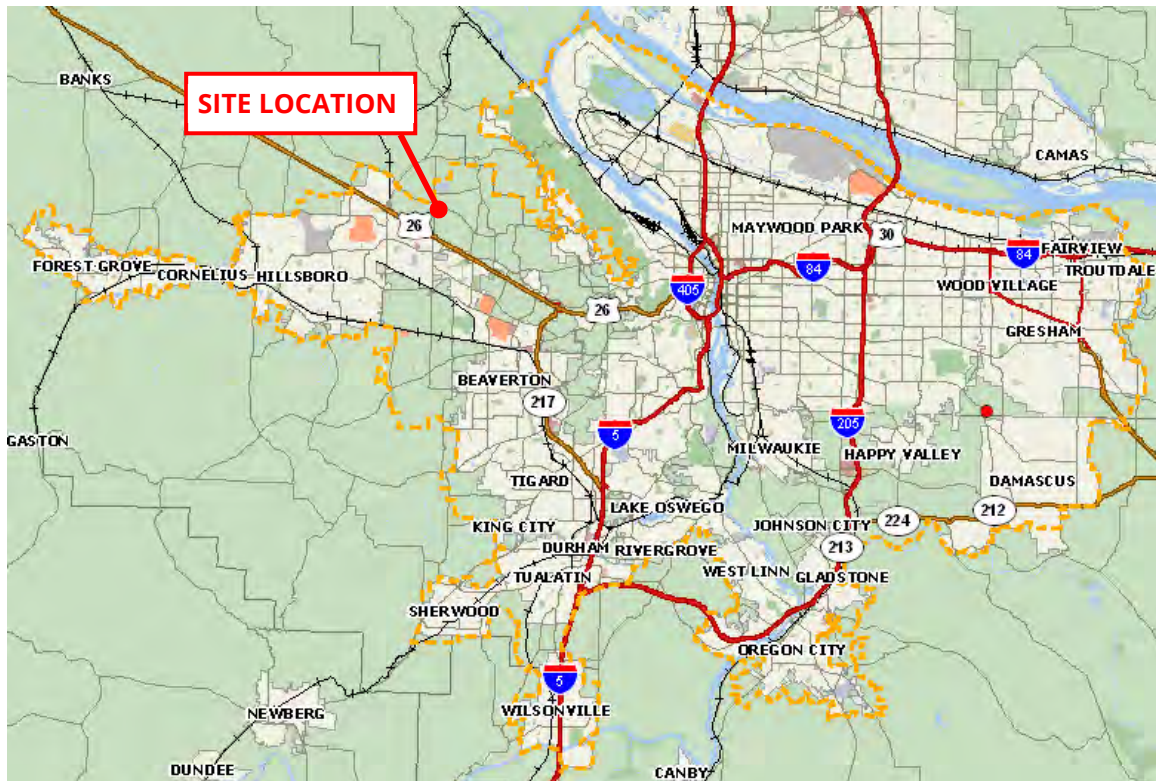 BANKS
SITE LOCATION
CAMAS
26
MAYWOOD PARK
30
FAIRVIEW
84
84
FOREST GROVE
CORNELIUS
HILLSBORO
TROUTDALE
WOOD VILLAGE
405
26
GRESHAM
BEAVERTON
217
5
205
GASTON
MILWAUKIE
HAPPY VALLEY
TIGARD
DAMASCUS
LAKE OSWEGO
212
KING CITY
JOHNSON CITY
224
DURHAM
RIVERGROVE
213
WEST LINN
TUALATIN
GLADSTONE
SHERWOOD
OREGON CITY
5
NEWBERG
WILSONVILLE
DUNDEE
CANBY